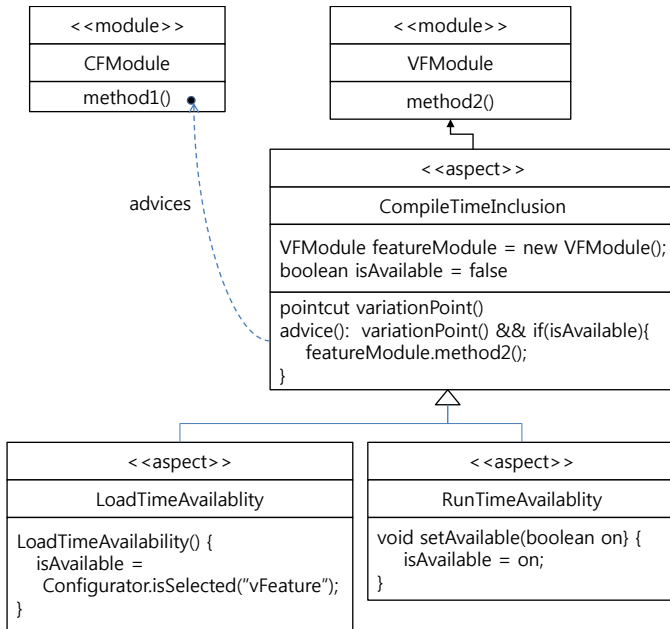 <<module>>
CFModule
method1()
<<module>>
VFModule
method2()
advices
<<aspect>>
CompileTimeInclusion
VFModule featureModule = new VFModule();
boolean isAvailable = false
pointcut variationPoint()
advice():  variationPoint() && if(isAvailable){
featureModule.method2();
}
<<aspect>>
LoadTimeAvailablity
LoadTimeAvailability() {
isAvailable =
Configurator.isSelected(“vFeature”);
}
<<aspect>>
RunTimeAvailablity
void setAvailable(boolean on} {
isAvailable = on;
}